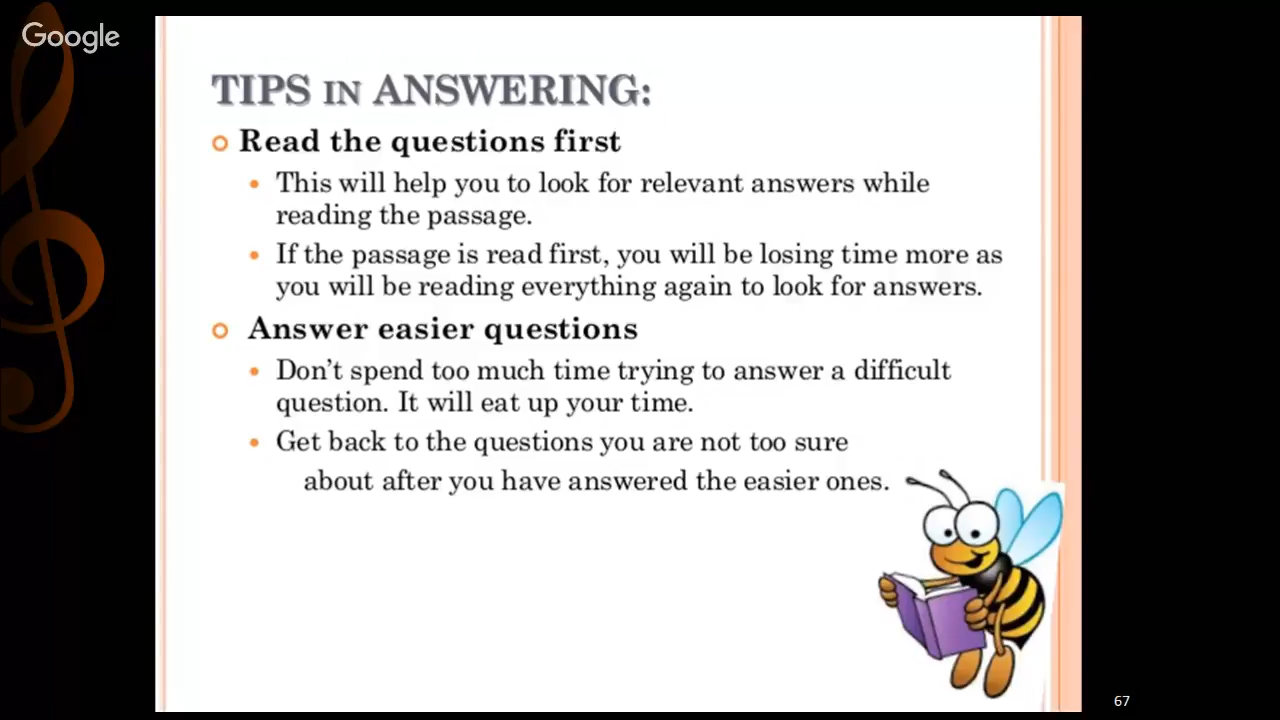 Google
TIPS IN ANSWERING:
Read the questions first
This will help you to look for relevant answers while
reading the passage.
If the passage is read first, you will be losing time more as
you will be reading everything again to look for answers.
Answer easier questions
Don't spend too much time trying to answer a difficult
question. It will eat up your time.
Get back to the questions you are not too sure
about after you have answered the easier ones.
67